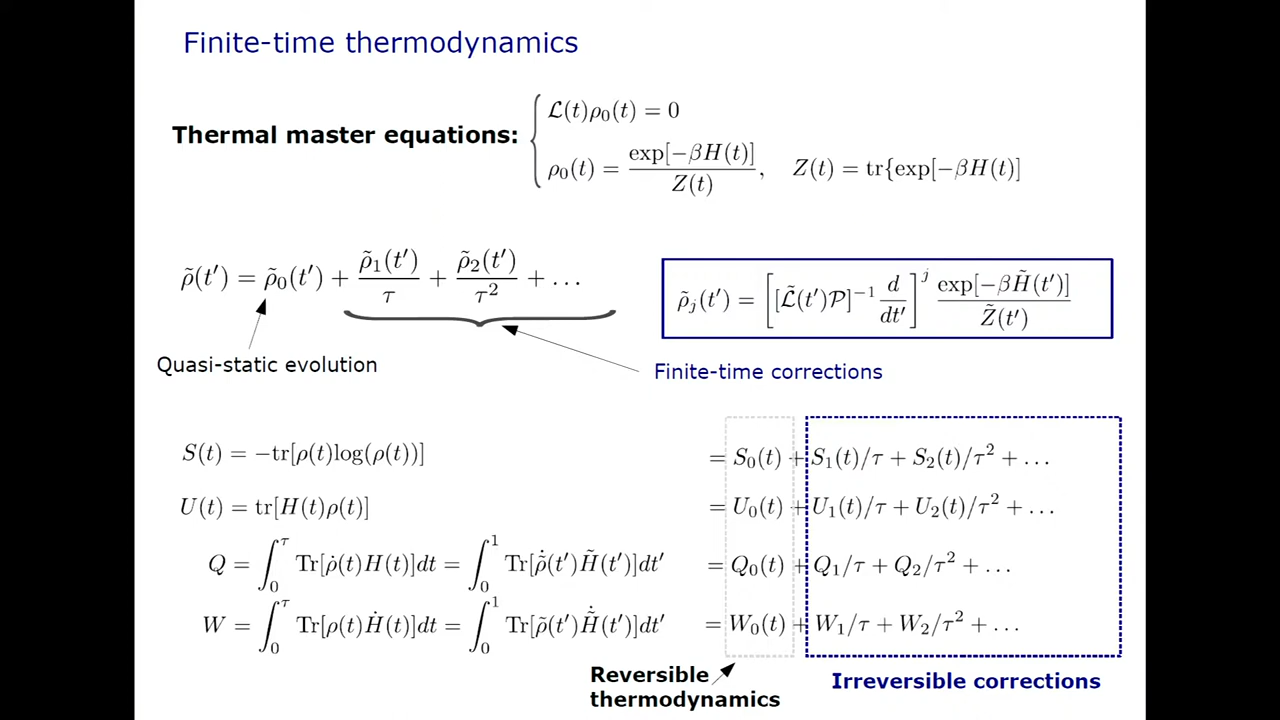 Finite-time thermodynamics
Thermal master equations:
ℒ(t)ρ₀(t) = 0
ρ₀(t) = exp[−βH(t)] / Z(t), Z(t) = tr{exp[−βH(t)]
ρ̃(t′) = ρ̃₀(t′) + ρ̃₁(t′)/τ + ρ̃₂(t′)/τ² + …
ρ̃ⱼ(t′) = [[ℒ̃(t′)𝒫]⁻¹ d/dt′]ʲ exp[−βH̃(t′)] / Z̃(t′)
Quasi-static evolution
Finite-time corrections
S(t) = −tr[ρ(t)log(ρ(t))] = S₀(t) + S₁(t)/τ + S₂(t)/τ² + …
U(t) = tr[H(t)ρ(t)] = U₀(t) + U₁(t)/τ + U₂(t)/τ² + …
Q = ∫₀^τ Tr[ρ̇(t)H(t)]dt = ∫₀¹ Tr[ρ̃̇(t′)H̃(t′)]dt′ = Q₀(t) + Q₁/τ + Q₂/τ² + …
W = ∫₀^τ Tr[ρ(t)Ḣ(t)]dt = ∫₀¹ Tr[ρ̃(t′)H̃̇(t′)]dt′ = W₀(t) + W₁/τ + W₂/τ² + …
Reversible
thermodynamics
Irreversible corrections